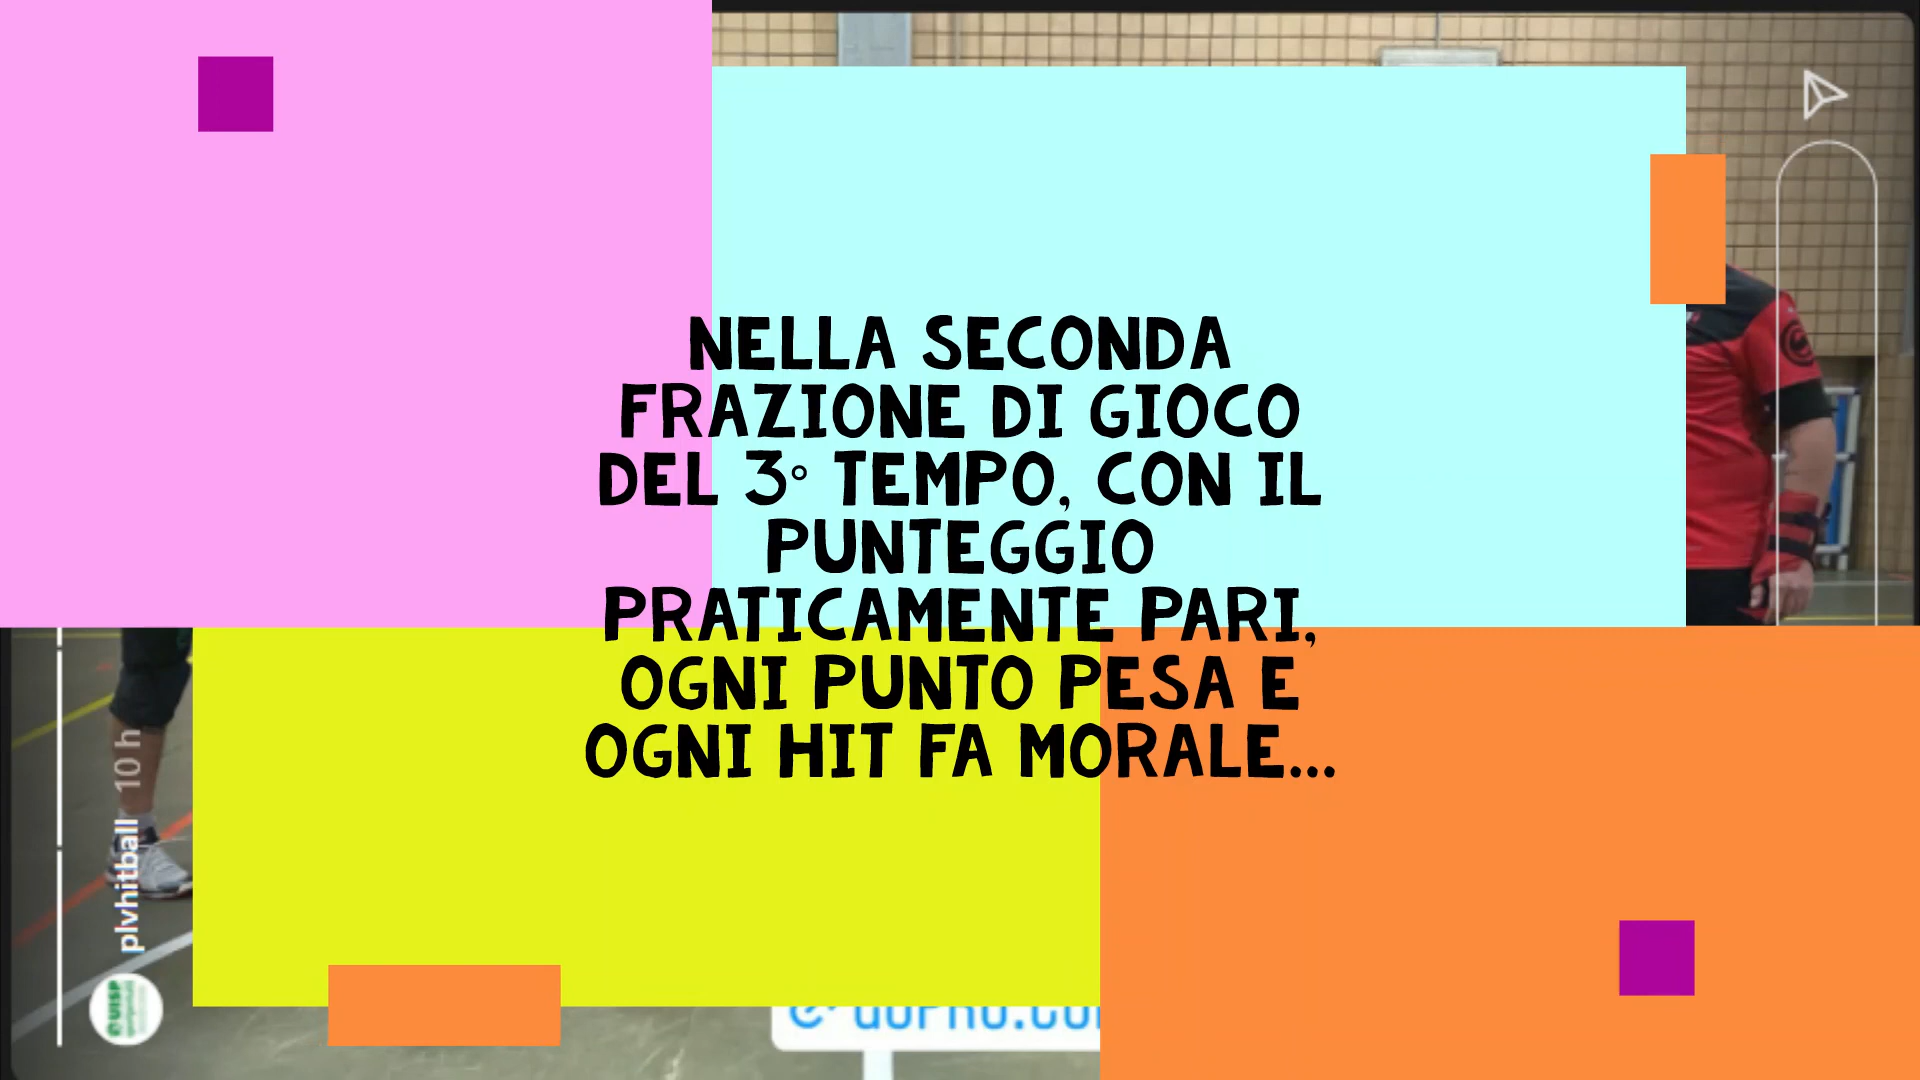 NELLA SECONDA
FRAZIONE DI GIOCO
DEL 3° TEMPO, CON IL
PUNTEGGIO
PRATICAMENTE PARI,
OGNI PUNTO PESA E
OGNI HIT FA MORALE...
plvhitball 10 h
UISP